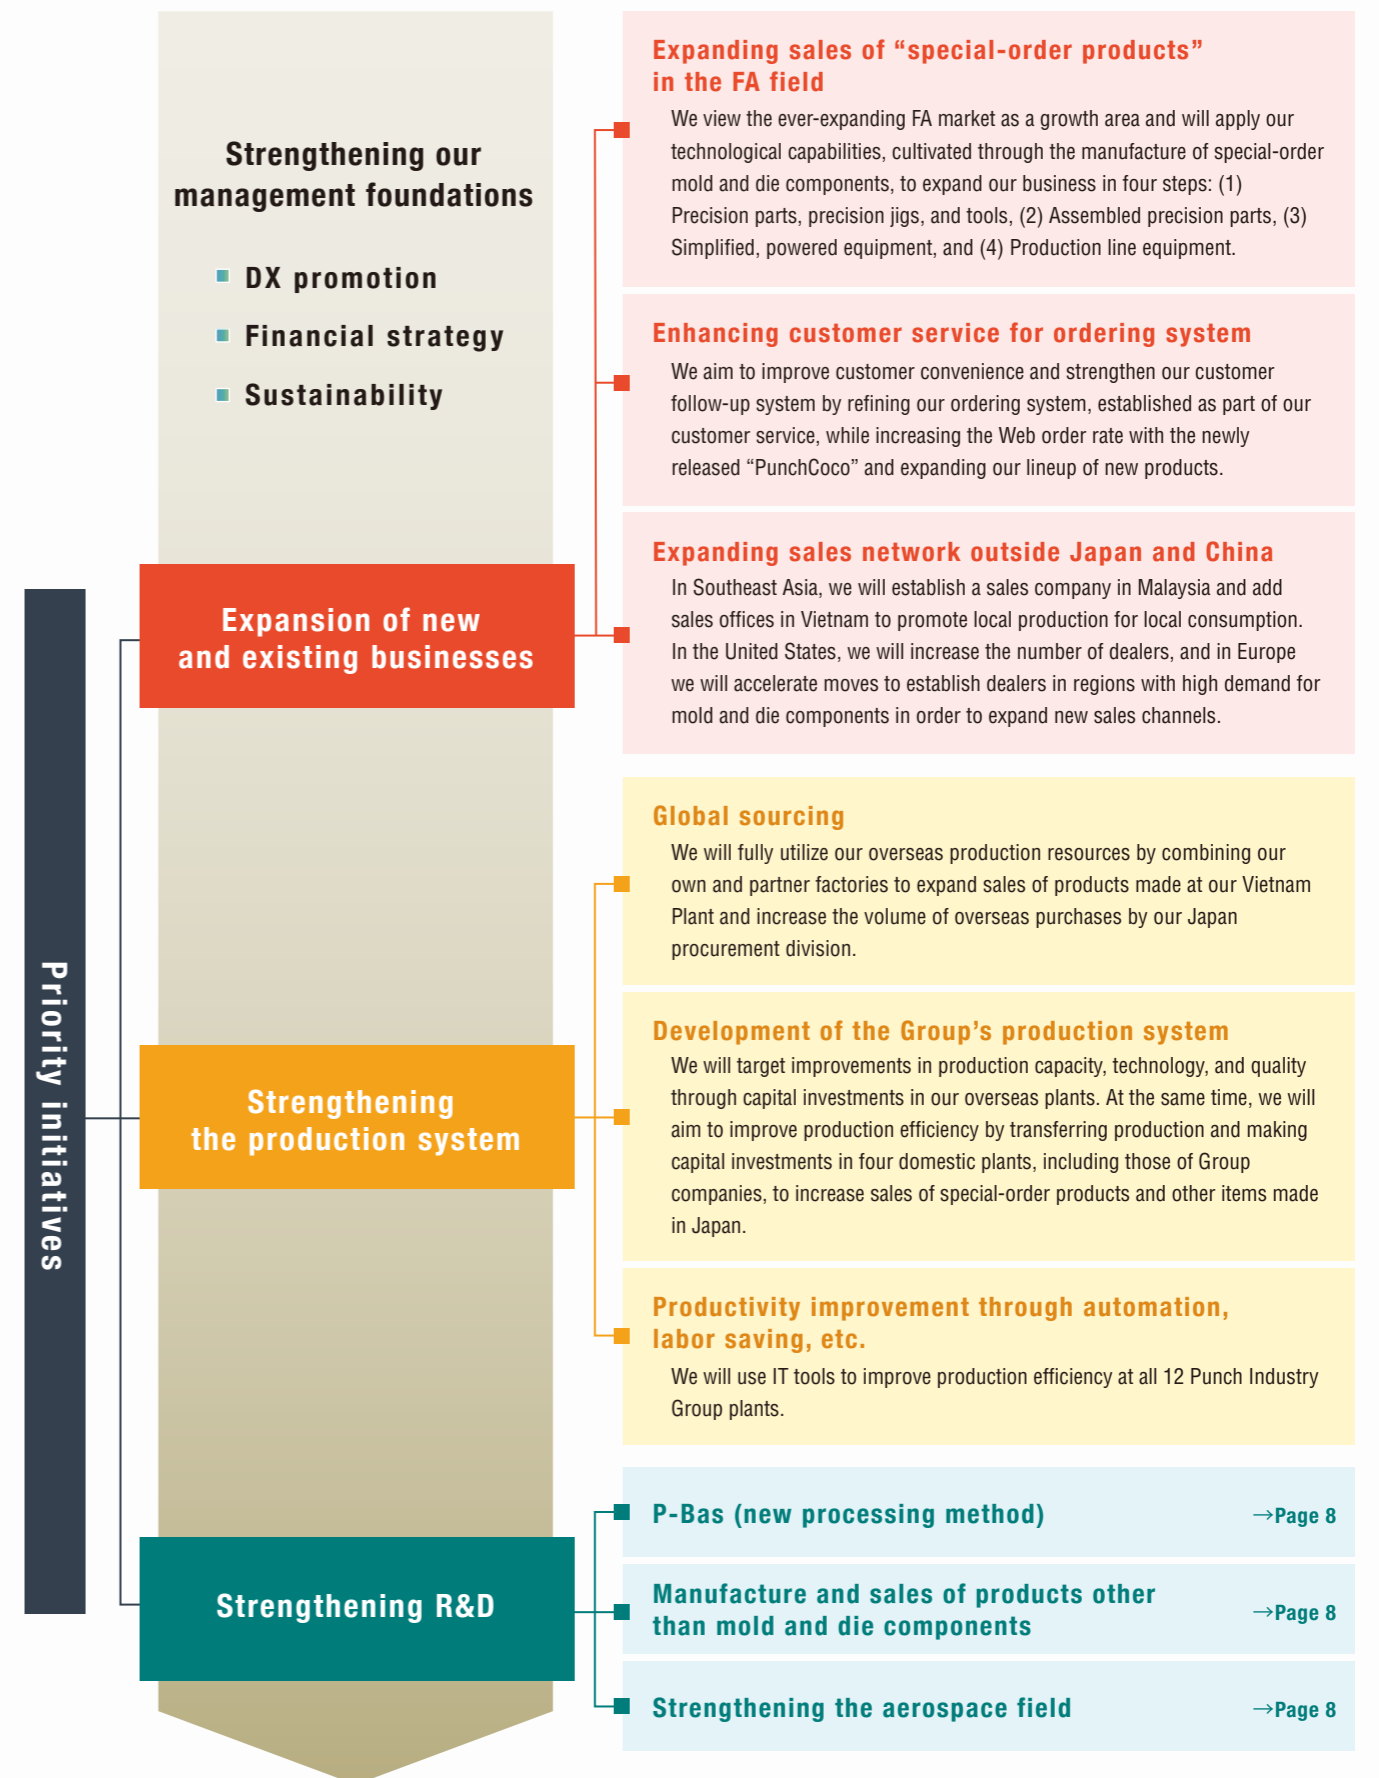 Strengthening our
management foundations
DX promotion
Financial strategy
Sustainability
Priority initiatives
Expansion of new
and existing businesses
Expanding sales of “special-order products”
in the FA field
We view the ever-expanding FA market as a growth area and will apply our
technological capabilities, cultivated through the manufacture of special-order
mold and die components, to expand our business in four steps: (1)
Precision parts, precision jigs, and tools, (2) Assembled precision parts, (3)
Simplified, powered equipment, and (4) Production line equipment.
Enhancing customer service for ordering system
We aim to improve customer convenience and strengthen our customer
follow-up system by refining our ordering system, established as part of our
customer service, while increasing the Web order rate with the newly
released “PunchCoco” and expanding our lineup of new products.
Expanding sales network outside Japan and China
In Southeast Asia, we will establish a sales company in Malaysia and add
sales offices in Vietnam to promote local production for local consumption.
In the United States, we will increase the number of dealers, and in Europe
we will accelerate moves to establish dealers in regions with high demand for
mold and die components in order to expand new sales channels.
Strengthening
the production system
Global sourcing
We will fully utilize our overseas production resources by combining our
own and partner factories to expand sales of products made at our Vietnam
Plant and increase the volume of overseas purchases by our Japan
procurement division.
Development of the Group’s production system
We will target improvements in production capacity, technology, and quality
through capital investments in our overseas plants. At the same time, we will
aim to improve production efficiency by transferring production and making
capital investments in four domestic plants, including those of Group
companies, to increase sales of special-order products and other items made
in Japan.
Productivity improvement through automation,
labor saving, etc.
We will use IT tools to improve production efficiency at all 12 Punch Industry
Group plants.
Strengthening R&D
P-Bas (new processing method) →Page 8
Manufacture and sales of products other
than mold and die components →Page 8
Strengthening the aerospace field →Page 8